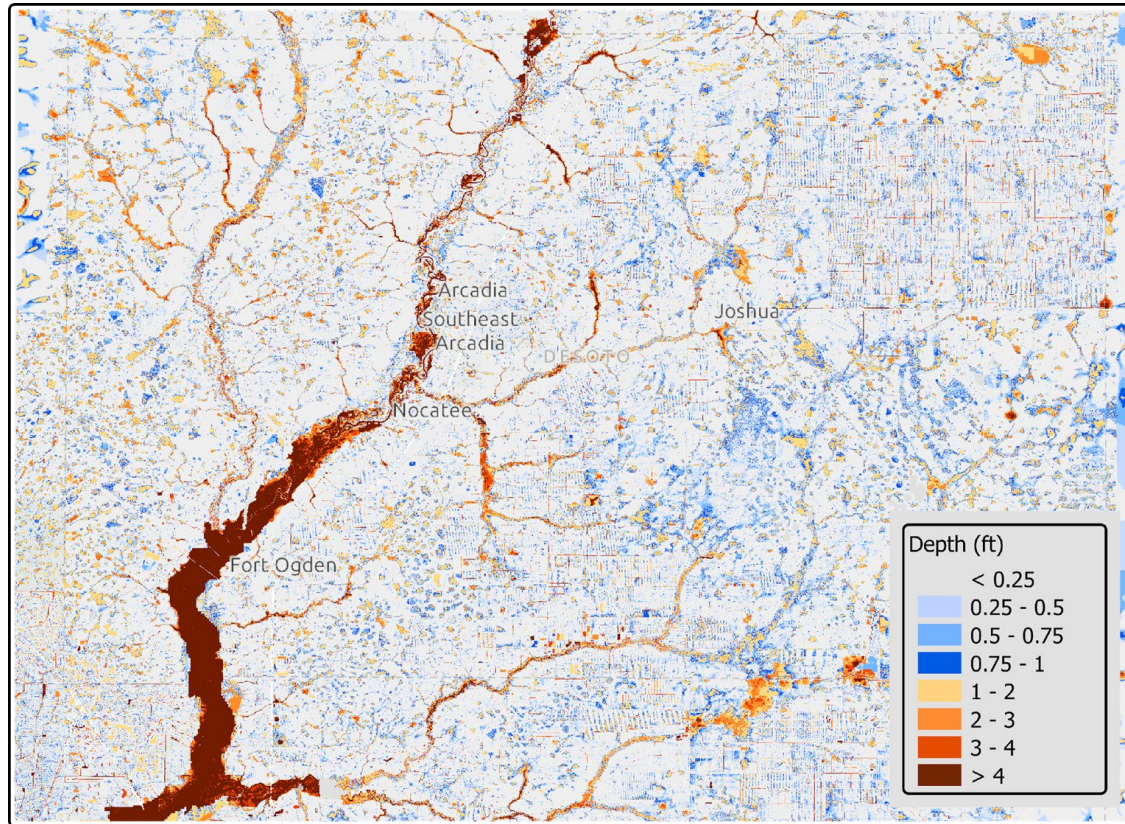 Arcadia
Southeast
Arcadia
Joshua
DESOTO
Nocatee
Fort Ogden
Depth (ft)
< 0.25
0.25 - 0.5
0.5 - 0.75
0.75 - 1
1 - 2
2 - 3
3 - 4
> 4